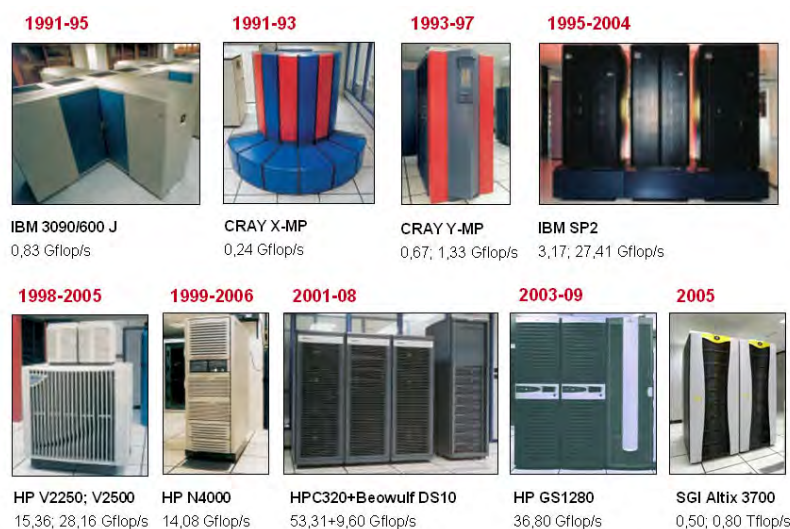 1991-95
1991-93
1993-97
1995-2004
IBM 3090/600 J
CRAY X-MP
CRAY Y-MP
IBM SP2
0,83 Gflop/s
0,24 Gflop/s
0,67; 1,33 Gflop/s
3,17; 27,41 Gflop/s
1998-2005
1999-2006
2001-08
2003-09
2005
HP V2250; V2500
HP N4000
HPC320+Beowulf DS10
HP GS1280
SGI Altix 3700
15,36; 28,16 Gflop/s
14,08 Gflop/s
53,31+9,60 Gflop/s
36,80 Gflop/s
0,50; 0,80 Tflop/s